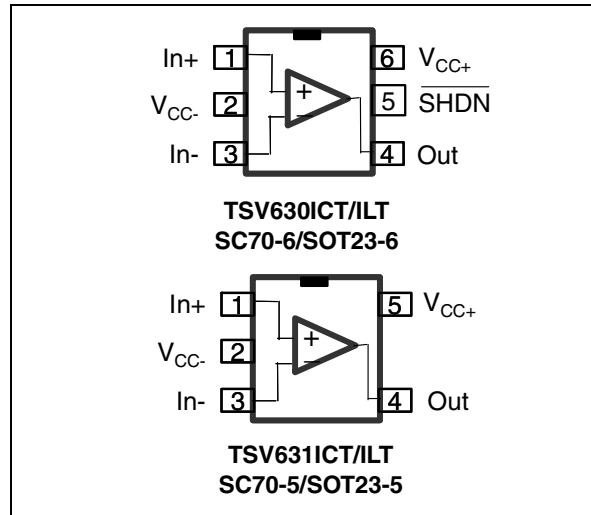 In+ 1 6 VCC+
VCC- 2 + 5 SHDN
In- 3 − 4 Out
TSV630ICT/ILT
SC70-6/SOT23-6
In+ 1 5 VCC+
VCC- 2 +
In- 3 − 4 Out
TSV631ICT/ILT
SC70-5/SOT23-5